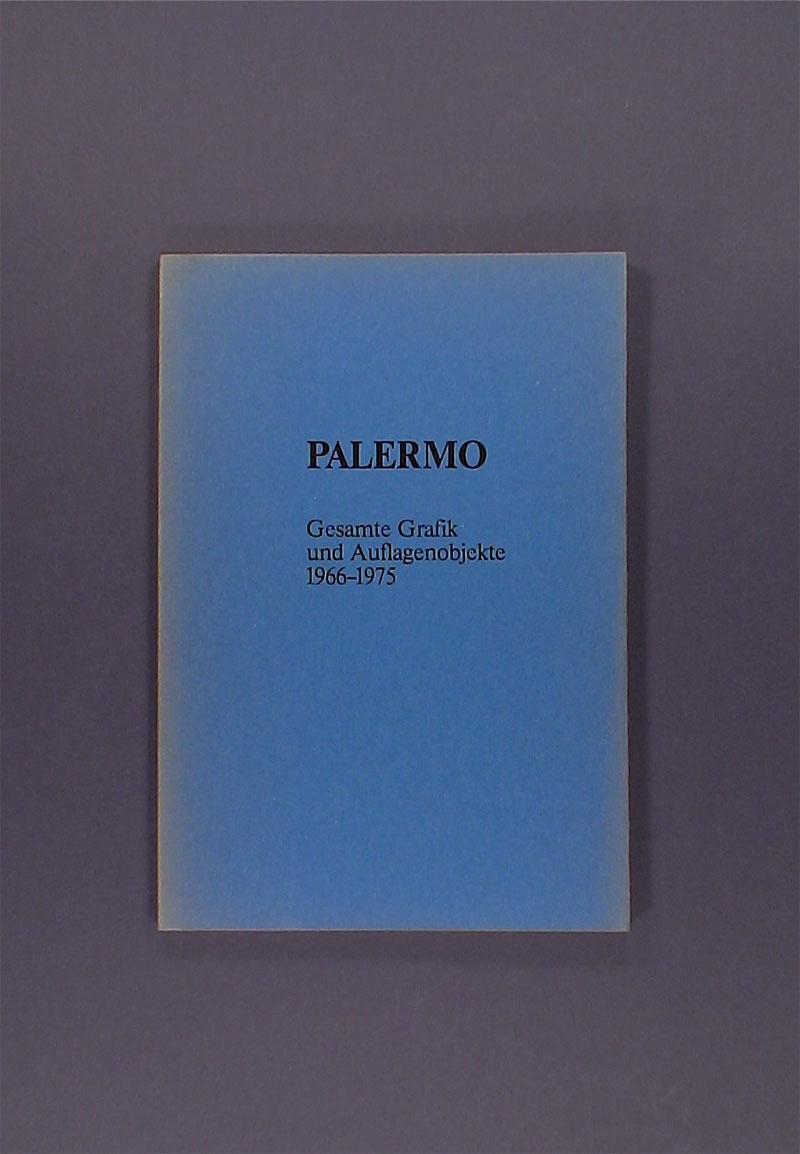 PALERMO
Gesamte Grafik
und Auflagenobjekte
1966–1975